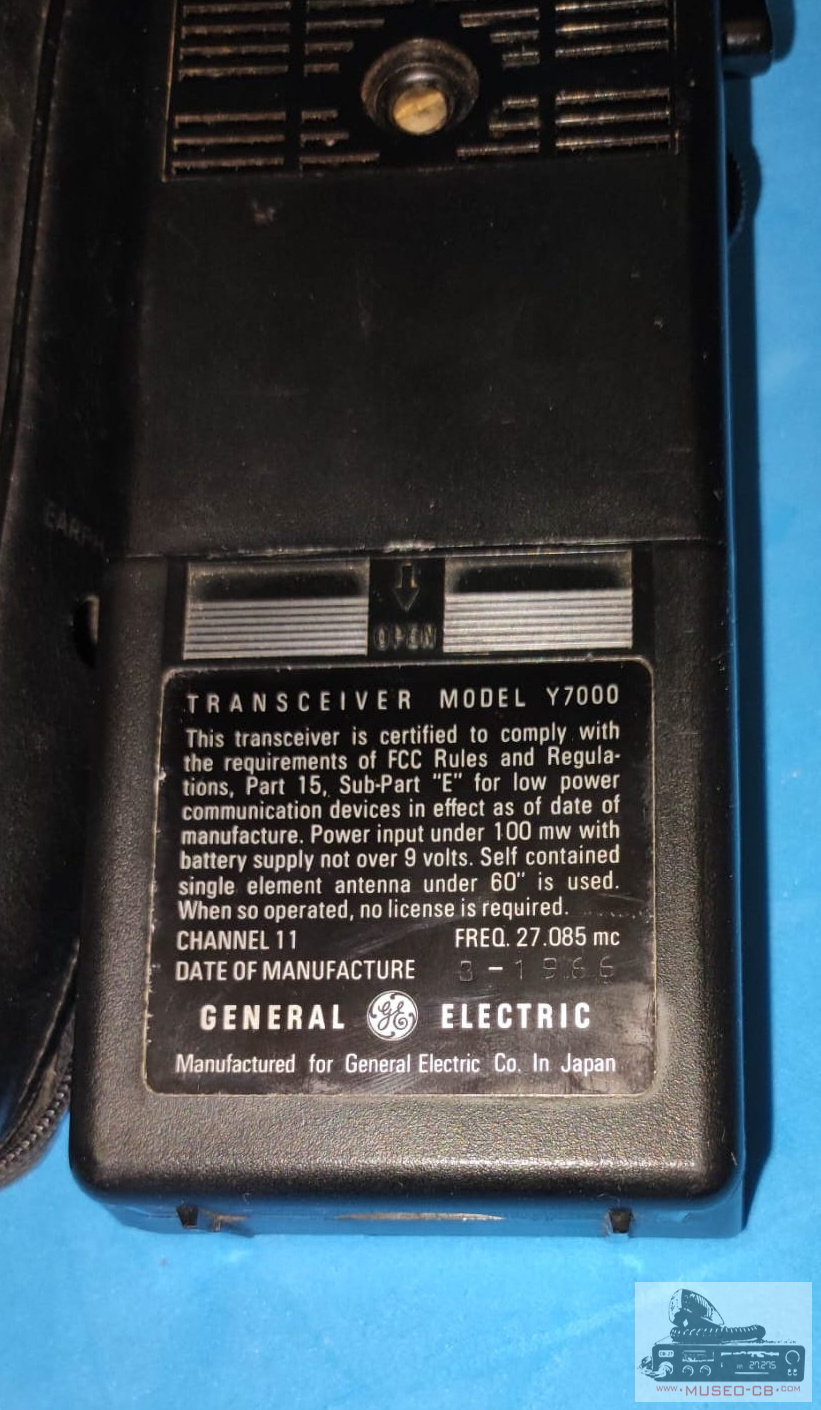 OPEN
TRANSCEIVER MODEL Y7000
This transceiver is certified to comply with
the requirements of FCC Rules and Regula-
tions, Part 15, Sub-Part "E" for low power
communication devices in effect as of date of
manufacture. Power input under 100 mw with
battery supply not over 9 volts. Self contained
single element antenna under 60" is used.
When so operated, no license is required.
CHANNEL 11 FREQ. 27.085 mc
DATE OF MANUFACTURE 3-1966
GENERAL GE ELECTRIC
Manufactured for General Electric Co. In Japan
27.275
WWW.MUSEO-CB.COM